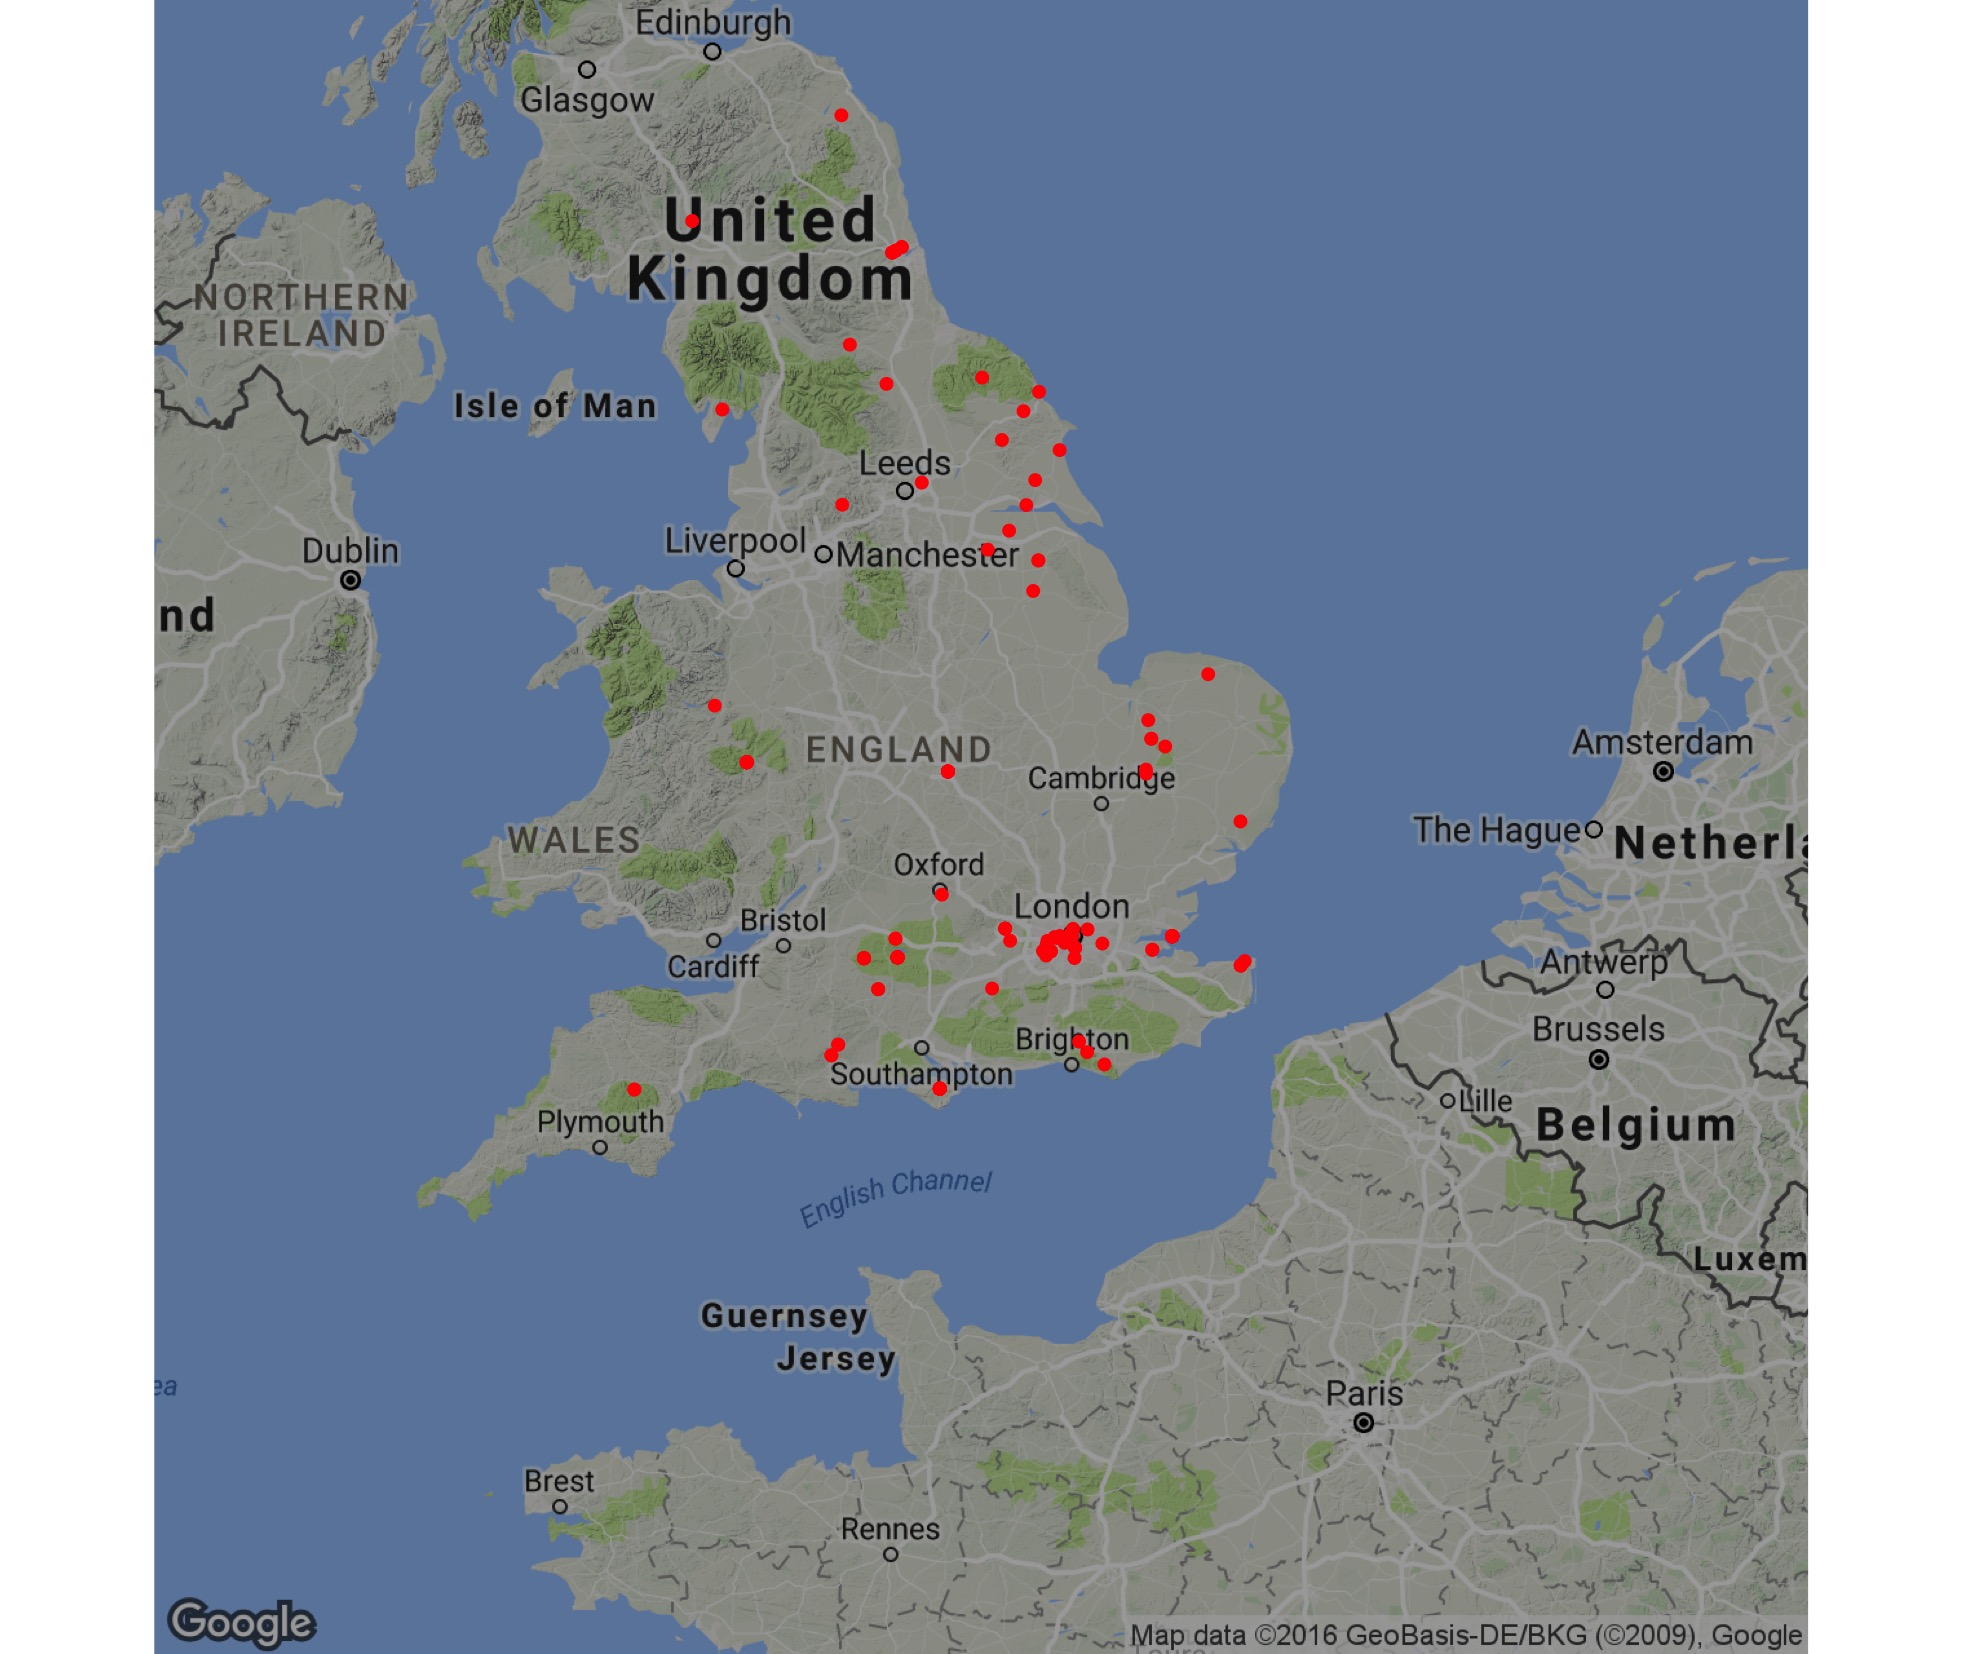 Edinburgh
Glasgow
United
Kingdom
NORTHERN
IRELAND
Isle of Man
Leeds
Dublin
Liverpool
Manchester
nd
Amsterdam
ENGLAND
Cambridge
The Hague
Netherla
WALES
Oxford
London
Bristol
Cardiff
Antwerp
Brussels
Brighton
Southampton
Lille
Plymouth
Belgium
English Channel
Luxem
Guernsey
Jersey
ea
Paris
Brest
Rennes
Google
Map data ©2016 GeoBasis-DE/BKG (©2009), Google